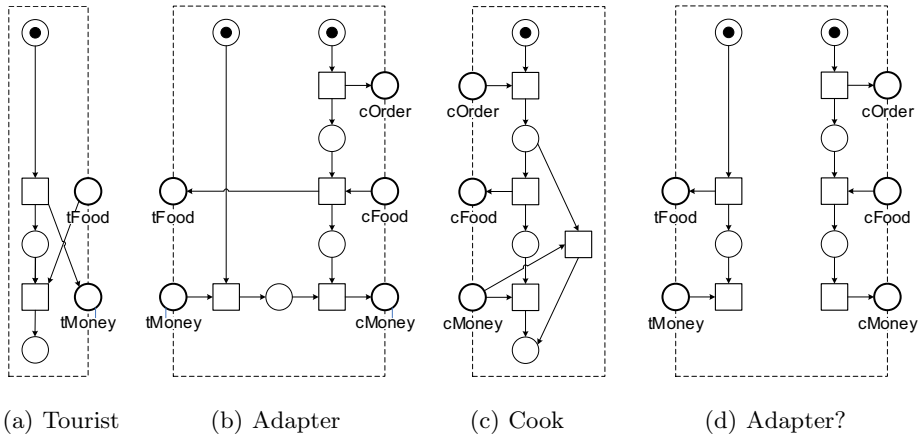 cOrder
cOrder
cOrder
tFood
tFood
cFood
cFood
tFood
cFood
tMoney
tMoney
cMoney
cMoney
tMoney
cMoney
(a) Tourist
(b) Adapter
(c) Cook
(d) Adapter?